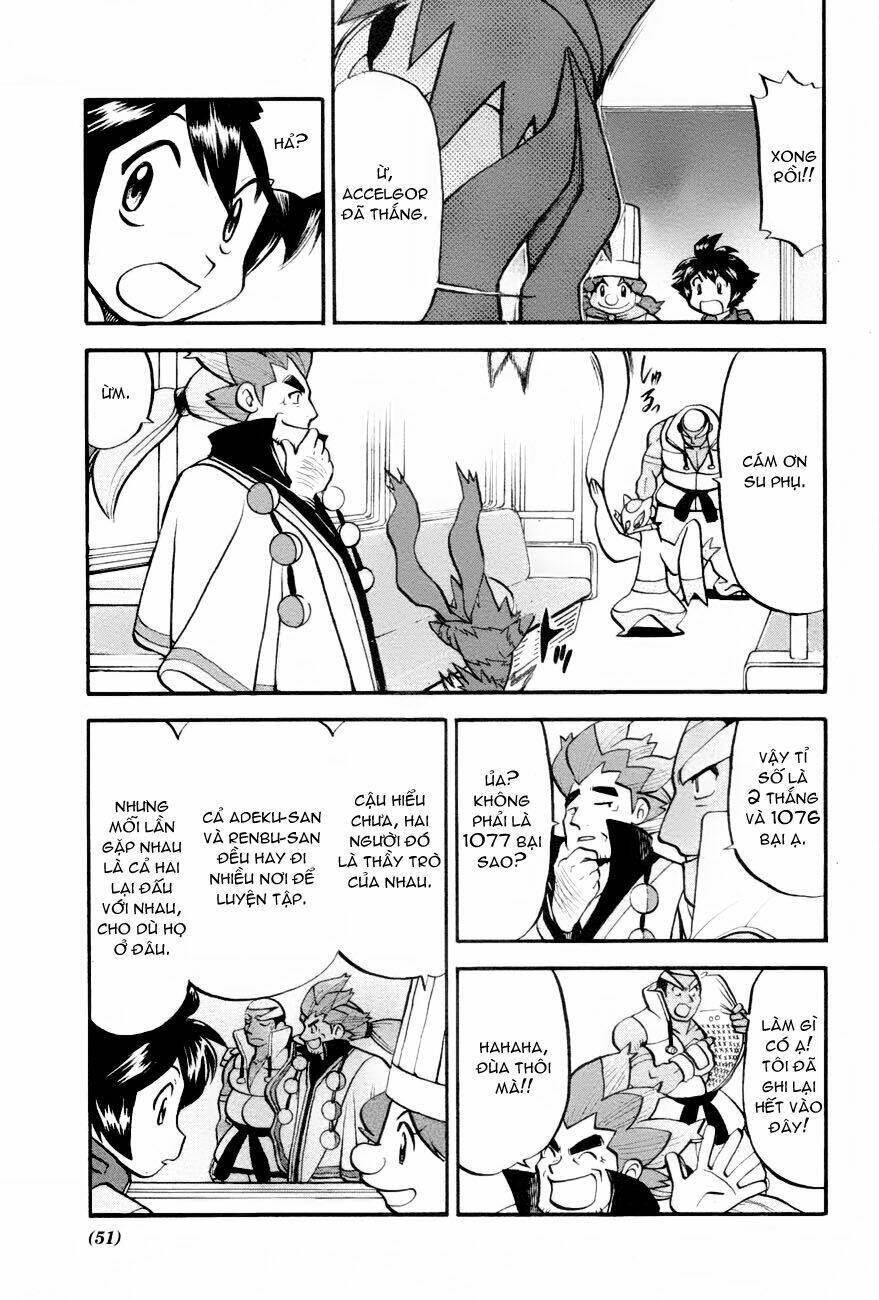 XONG
RỒI!!
Ừ,
ACCELGOR
ĐÃ THẮNG.
HẢ?
CÁM ƠN
SU PHỤ.
ỪM.
VẬY TỈ
SỐ LÀ
2 THẮNG
VÀ 1076
BẠI Ạ.
ỦA?
KHÔNG
PHẢI LÀ
1077 BẠI
SAO?
LÀM GÌ
CÓ Ạ!
TÔI ĐÃ
GHI LẠI
HẾT VÀO
ĐÂY!
HAHAHA,
ĐÙA THÔI
MÀ!!
CẬU HIỂU
CHƯA, HAI
NGƯỜI ĐÓ
LÀ THẦY TRÒ
CỦA NHAU.
CẢ ADEKU-SAN
VÀ RENBU-SAN
ĐỀU HAY ĐI
NHIỀU NƠI ĐỂ
LUYỆN TẬP.
NHƯNG
MỖI LẦN
GẶP NHAU
LÀ CẢ HAI
LẠI ĐẤU
VỚI NHAU,
CHO DÙ HỌ
Ở ĐÂU.
(51)